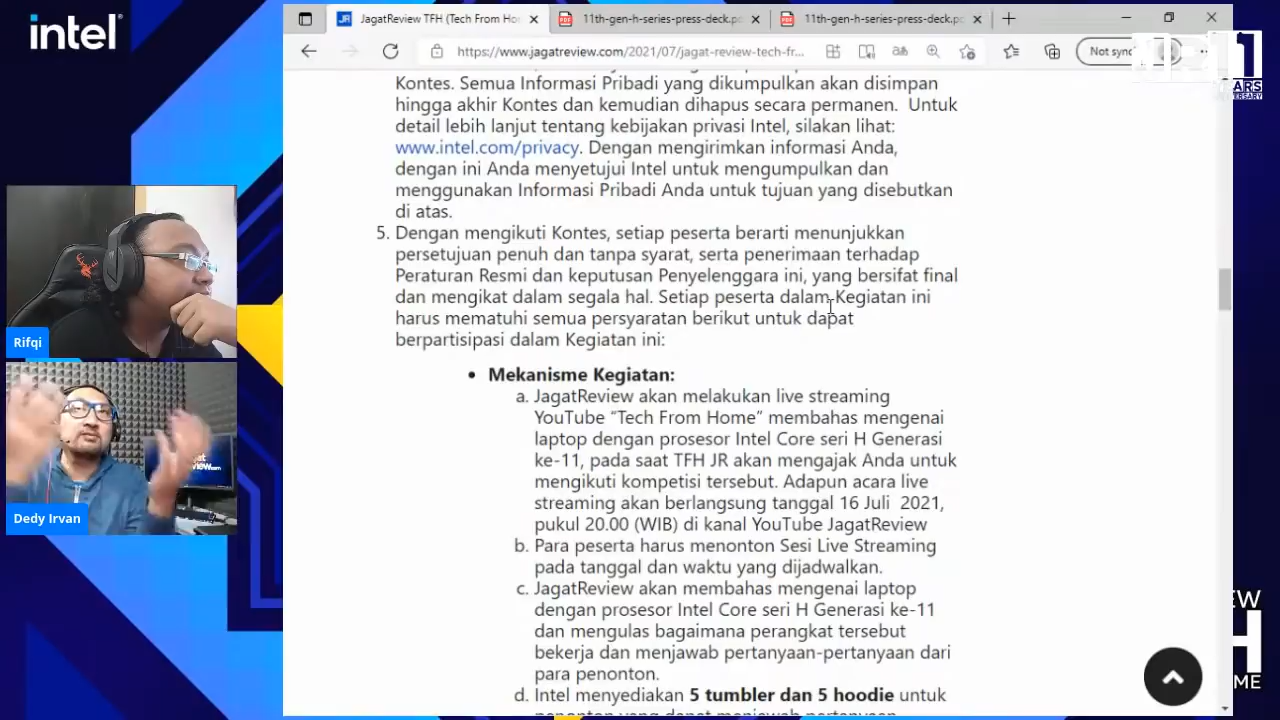 intel
JagatReview TFH (Tech From Ho
11th-gen-h-series-press-deck.pd
11th-gen-h-series-press-deck.pd
https://www.jagatreview.com/2021/07/jagat-review-tech-fr...
Not sync
Kontes. Semua Informasi Pribadi yang dikumpulkan akan disimpan
hingga akhir Kontes dan kemudian dihapus secara permanen. Untuk
detail lebih lanjut tentang kebijakan privasi Intel, silakan lihat:
www.intel.com/privacy. Dengan mengirimkan informasi Anda,
dengan ini Anda menyetujui Intel untuk mengumpulkan dan
menggunakan Informasi Pribadi Anda untuk tujuan yang disebutkan
di atas.
5. Dengan mengikuti Kontes, setiap peserta berarti menunjukkan
persetujuan penuh dan tanpa syarat, serta penerimaan terhadap
Peraturan Resmi dan keputusan Penyelenggara ini, yang bersifat final
dan mengikat dalam segala hal. Setiap peserta dalam Kegiatan ini
harus mematuhi semua persyaratan berikut untuk dapat
berpartisipasi dalam Kegiatan ini:
• Mekanisme Kegiatan:
a. JagatReview akan melakukan live streaming
YouTube “Tech From Home” membahas mengenai
laptop dengan prosesor Intel Core seri H Generasi
ke-11, pada saat TFH JR akan mengajak Anda untuk
mengikuti kompetisi tersebut. Adapun acara live
streaming akan berlangsung tanggal 16 Juli 2021,
pukul 20.00 (WIB) di kanal YouTube JagatReview
b. Para peserta harus menonton Sesi Live Streaming
pada tanggal dan waktu yang dijadwalkan.
c. JagatReview akan membahas mengenai laptop
dengan prosesor Intel Core seri H Generasi ke-11
dan mengulas bagaimana perangkat tersebut
bekerja dan menjawab pertanyaan-pertanyaan dari
para penonton.
d. Intel menyediakan 5 tumbler dan 5 hoodie untuk
penonton yang dapat menjawab pertanyaan
Rifqi
Dedy Irvan